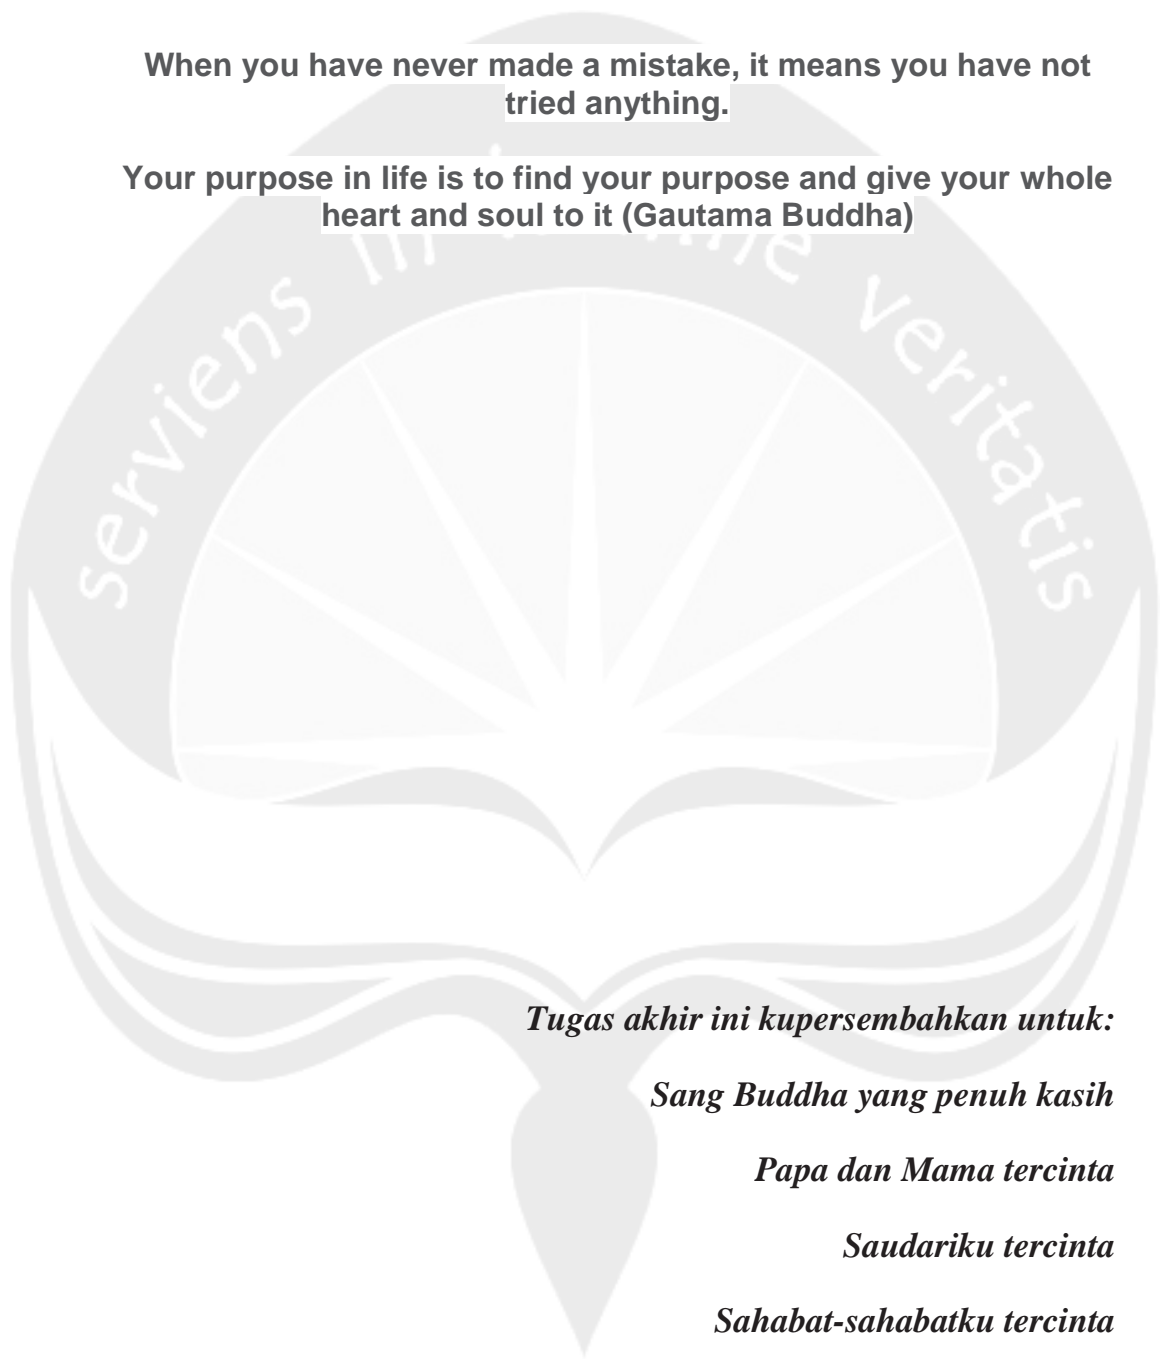 When you have never made a mistake, it means you have not
tried anything.
Your purpose in life is to find your purpose and give your whole
heart and soul to it (Gautama Buddha)
serviens in veritatis
Tugas akhir ini kupersembahkan untuk:
Sang Buddha yang penuh kasih
Papa dan Mama tercinta
Saudariku tercinta
Sahabat-sahabatku tercinta